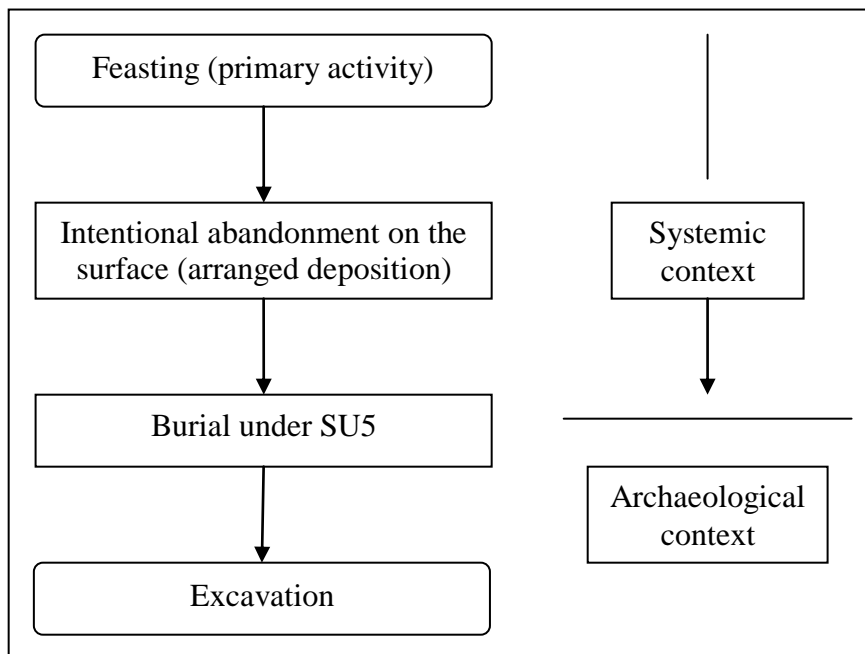 Feasting (primary activity)
Intentional abandonment on the
surface (arranged deposition)
Systemic
context
Burial under SU5
Archaeological
context
Excavation